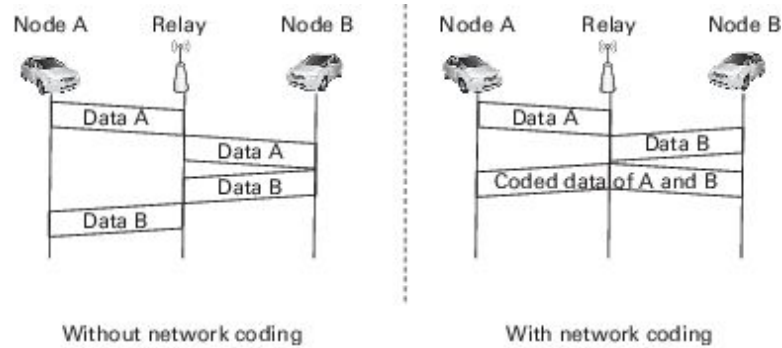 Node A Relay Node B
Data A
Data A
Data B
Data B
Without network coding
Node A Relay Node B
Data A
Data B
Coded data of A and B
With network coding